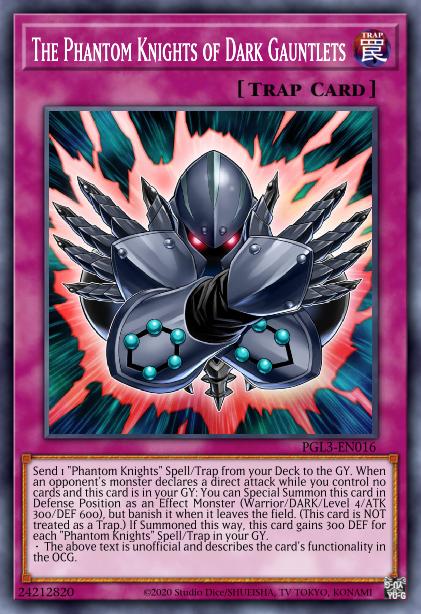 The Phantom Knights of Dark Gauntlets
TRAP
罠
[Trap Card]
PGL3-EN016
Send 1 "Phantom Knights" Spell/Trap from your Deck to the GY. When
an opponent's monster declares a direct attack while you control no
cards and this card is in your GY: You can Special Summon this card in
Defense Position as an Effect Monster (Warrior/DARK/Level 4/ATK
300/DEF 600), but banish it when it leaves the field. (This card is NOT
treated as a Trap.) If Summoned this way, this card gains 300 DEF for
each "Phantom Knights" Spell/Trap in your GY.
· The above text is unofficial and describes the card's functionality in
the OCG.
24212820
©2020 Studio Dice/SHUEISHA, TV TOKYO, KONAMI